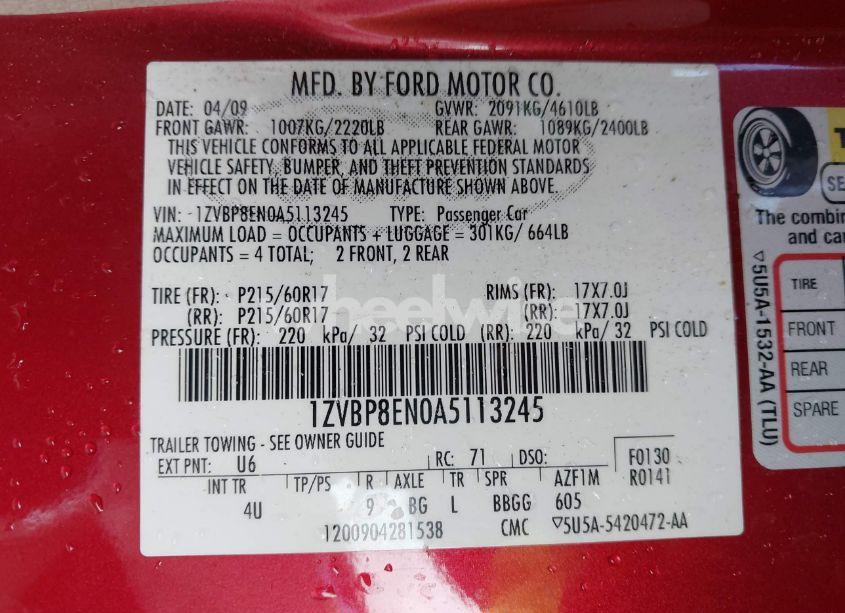 MFD. BY FORD MOTOR CO.
DATE: 04/09 GVWR: 2091KG/4610LB
FRONT GAWR: 1007KG/2220LB REAR GAWR: 1089KG/2400LB
THIS VEHICLE CONFORMS TO ALL APPLICABLE FEDERAL MOTOR
VEHICLE SAFETY, BUMPER, AND THEFT PREVENTION STANDARDS
IN EFFECT ON THE DATE OF MANUFACTURE SHOWN ABOVE.
VIN: 1ZVBP8EN0A5113245 TYPE: Passenger Car
MAXIMUM LOAD = OCCUPANTS + LUGGAGE = 301KG/ 664LB
OCCUPANTS = 4 TOTAL; 2 FRONT, 2 REAR
TIRE (FR): P215/60R17 RIMS (FR): 17X7.0J
(RR): P215/60R17 (RR): 17X7.0J
wheelwise
PRESSURE (FR): 220 kPa/ 32 PSI COLD (RR): 220 kPa/ 32 PSI COLD
1ZVBP8EN0A5113245
TRAILER TOWING - SEE OWNER GUIDE
EXT PNT: U6 RC: 71 DSO: F0130
R0141
INT TR TP/PS R AXLE TR SPR AZF1M
4U 9 BG L BBGG 605
1200904281538 CMC ▽5U5A-5420472-AA
SE
The combin
and ca
TIRE
FRONT
REAR
SPARE
▽5U5A-1532-AA (TLU)